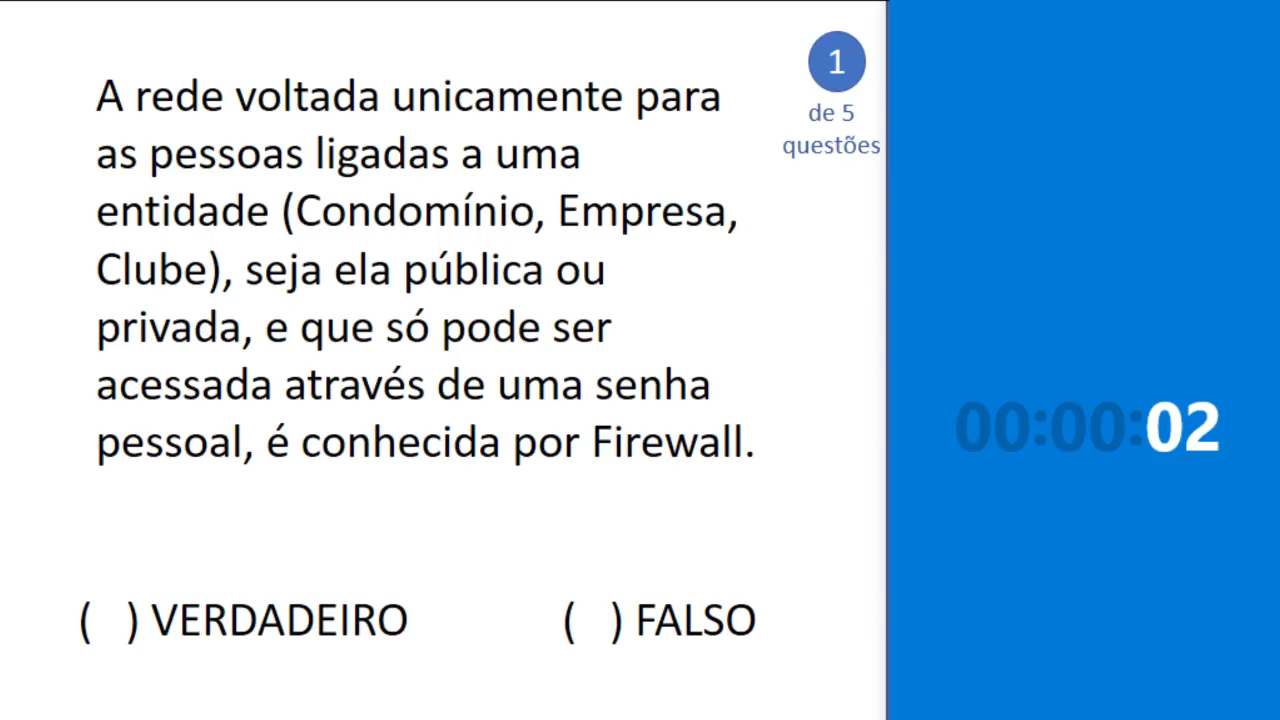 A rede voltada unicamente para
as pessoas ligadas a uma
entidade (Condomínio, Empresa,
Clube), seja ela pública ou
privada, e que só pode ser
acessada através de uma senha
pessoal, é conhecida por Firewall.
( ) VERDADEIRO ( ) FALSO
1
de 5
questões
00:00:02